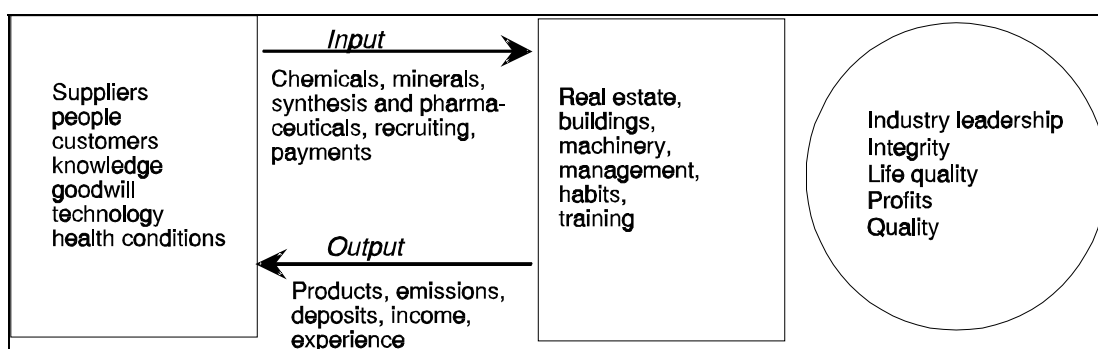 Suppliers
people
customers
knowledge
goodwill
technology
health conditions
Input
Chemicals, minerals,
synthesis and pharma-
ceuticals, recruiting,
payments
Output
Products, emissions,
deposits, income,
experience
Real estate,
buildings,
machinery,
management,
habits,
training
Industry leadership
Integrity
Life quality
Profits
Quality